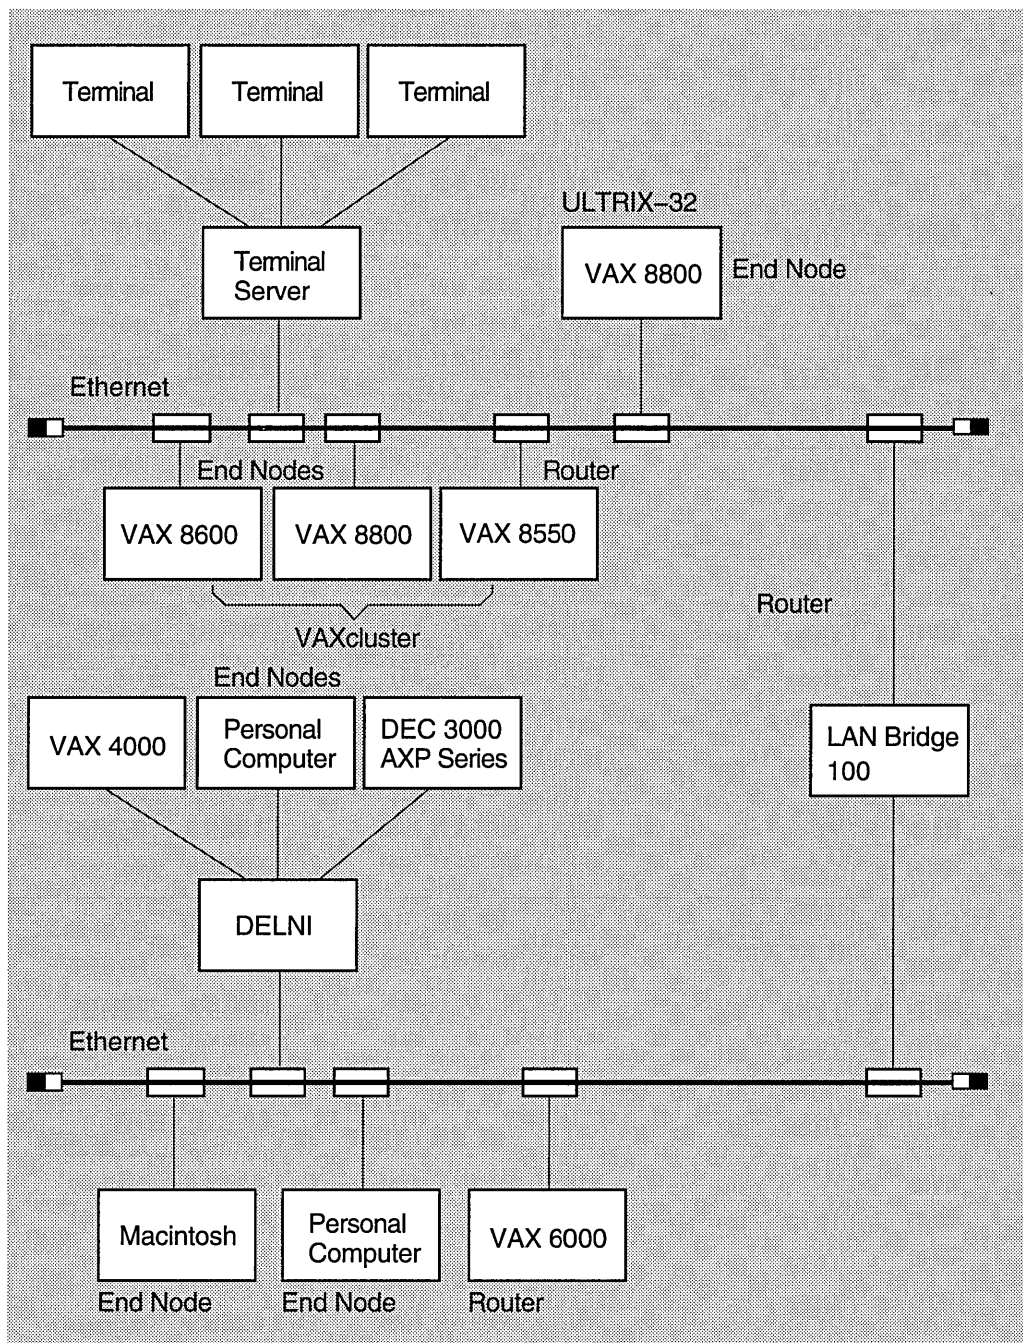 Terminal Terminal Terminal
ULTRIX-32
Terminal
Server
VAX 8800 End Node
Ethernet
End Nodes Router
VAX 8600 VAX 8800 VAX 8550
Router
VAXcluster
End Nodes
VAX 4000
Personal
Computer
DEC 3000
AXP Series
LAN Bridge
100
DELNI
Ethernet
Macintosh
Personal
Computer
VAX 6000
End Node End Node Router